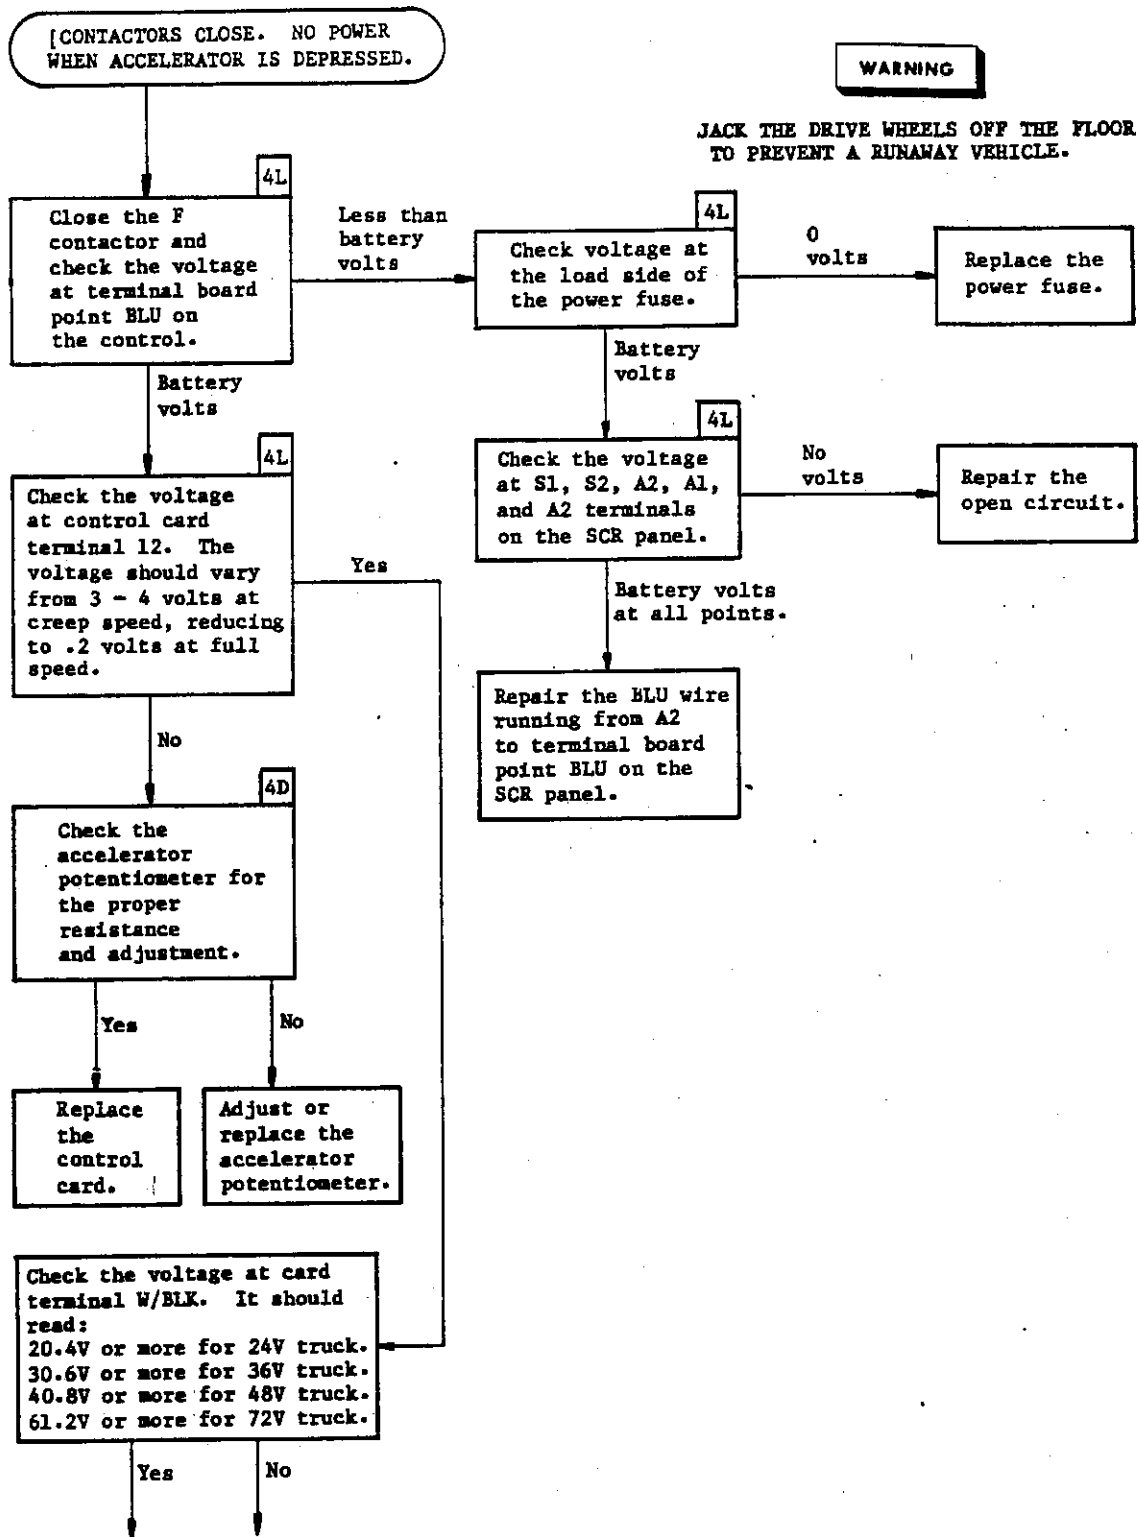 [CONTACTORS CLOSE. NO POWER
WHEN ACCELERATOR IS DEPRESSED.
WARNING
JACK THE DRIVE WHEELS OFF THE FLOOR
TO PREVENT A RUNAWAY VEHICLE.
4L
Close the F
contactor and
check the voltage
at terminal board
point BLU on
the control.
Less than
battery
volts
4L
Check voltage at
the load side of
the power fuse.
0
volts
Replace the
power fuse.
Battery
volts
Battery
volts
4L
Check the voltage
at S1, S2, A2, A1,
and A2 terminals
on the SCR panel.
No
volts
Repair the
open circuit.
4L
Check the voltage
at control card
terminal 12. The
voltage should vary
from 3 - 4 volts at
creep speed, reducing
to .2 volts at full
speed.
Yes
Battery volts
at all points.
Repair the BLU wire
running from A2
to terminal board
point BLU on the
SCR panel.
No
4D
Check the
accelerator
potentiometer for
the proper
resistance
and adjustment.
Yes
No
Replace
the
control
card.
Adjust or
replace the
accelerator
potentiometer.
Check the voltage at card
terminal W/BLK. It should
read:
20.4V or more for 24V truck.
30.6V or more for 36V truck.
40.8V or more for 48V truck.
61.2V or more for 72V truck.
Yes
No